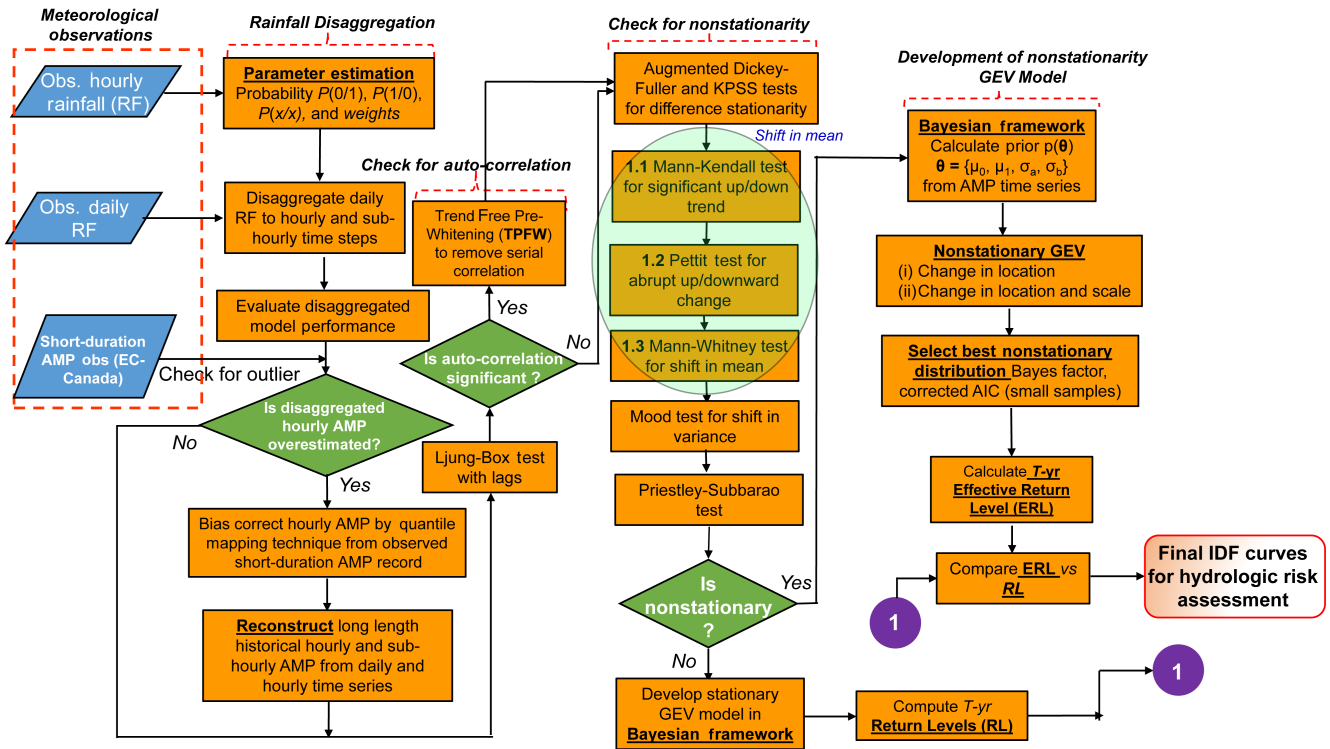 Meteorological
observations
Obs. hourly
rainfall (RF)
Obs. daily
RF
Short-duration
AMP obs (EC-
Canada)
Rainfall Disaggregation
Parameter estimation
Probability P(0/1), P(1/0),
P(x/x), and weights
Disaggregate daily
RF to hourly and sub-
hourly time steps
Evaluate disaggregated
model performance
Check for outlier
Is disaggregated
hourly AMP
overestimated?
No
Yes
Bias correct hourly AMP by quantile
mapping technique from observed
short-duration AMP record
Reconstruct long length
historical hourly and sub-
hourly AMP from daily and
hourly time series
Check for auto-correlation
Trend Free Pre-
Whitening (TPFW)
to remove serial
correlation
Yes
Is auto-correlation
significant ?
No
Ljung-Box test
with lags
Check for nonstationarity
Augmented Dickey-
Fuller and KPSS tests
for difference stationarity
Shift in mean
1.1 Mann-Kendall test
for significant up/down
trend
1.2 Pettit test for
abrupt up/downward
change
1.3 Mann-Whitney test
for shift in mean
Mood test for shift in
variance
Priestley-Subbarao
test
Is
nonstationary
?
Yes
No
Develop stationary
GEV model in
Bayesian framework
Compute T-yr
Return Levels (RL)
1
Development of nonstationarity
GEV Model
Bayesian framework
Calculate prior p(θ)
θ = {μ0, μ1, σa, σb}
from AMP time series
Nonstationary GEV
(i) Change in location
(ii)Change in location and scale
Select best nonstationary
distribution Bayes factor,
corrected AIC (small samples)
Calculate T-yr
Effective Return
Level (ERL)
Compare ERL vs
RL
1
Final IDF curves
for hydrologic risk
assessment